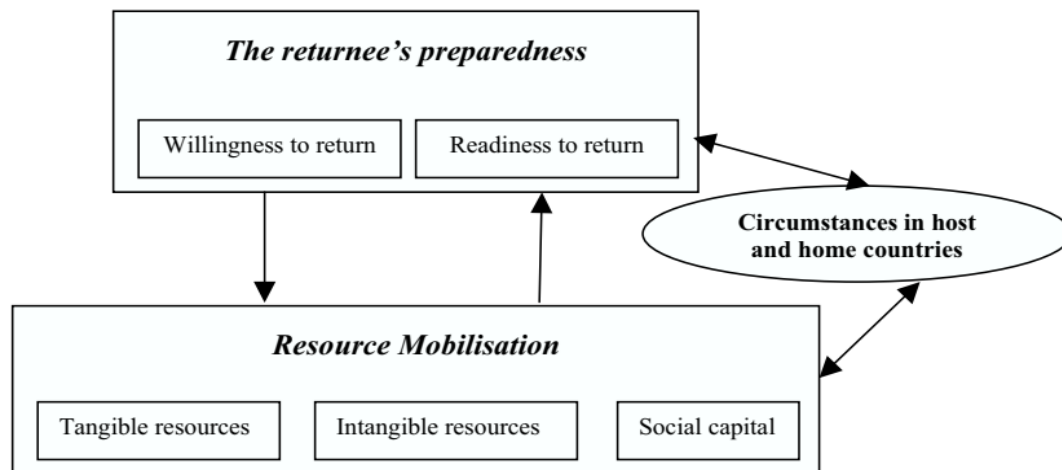 The returnee’s preparedness
Willingness to return
Readiness to return
Circumstances in host
and home countries
Resource Mobilisation
Tangible resources
Intangible resources
Social capital